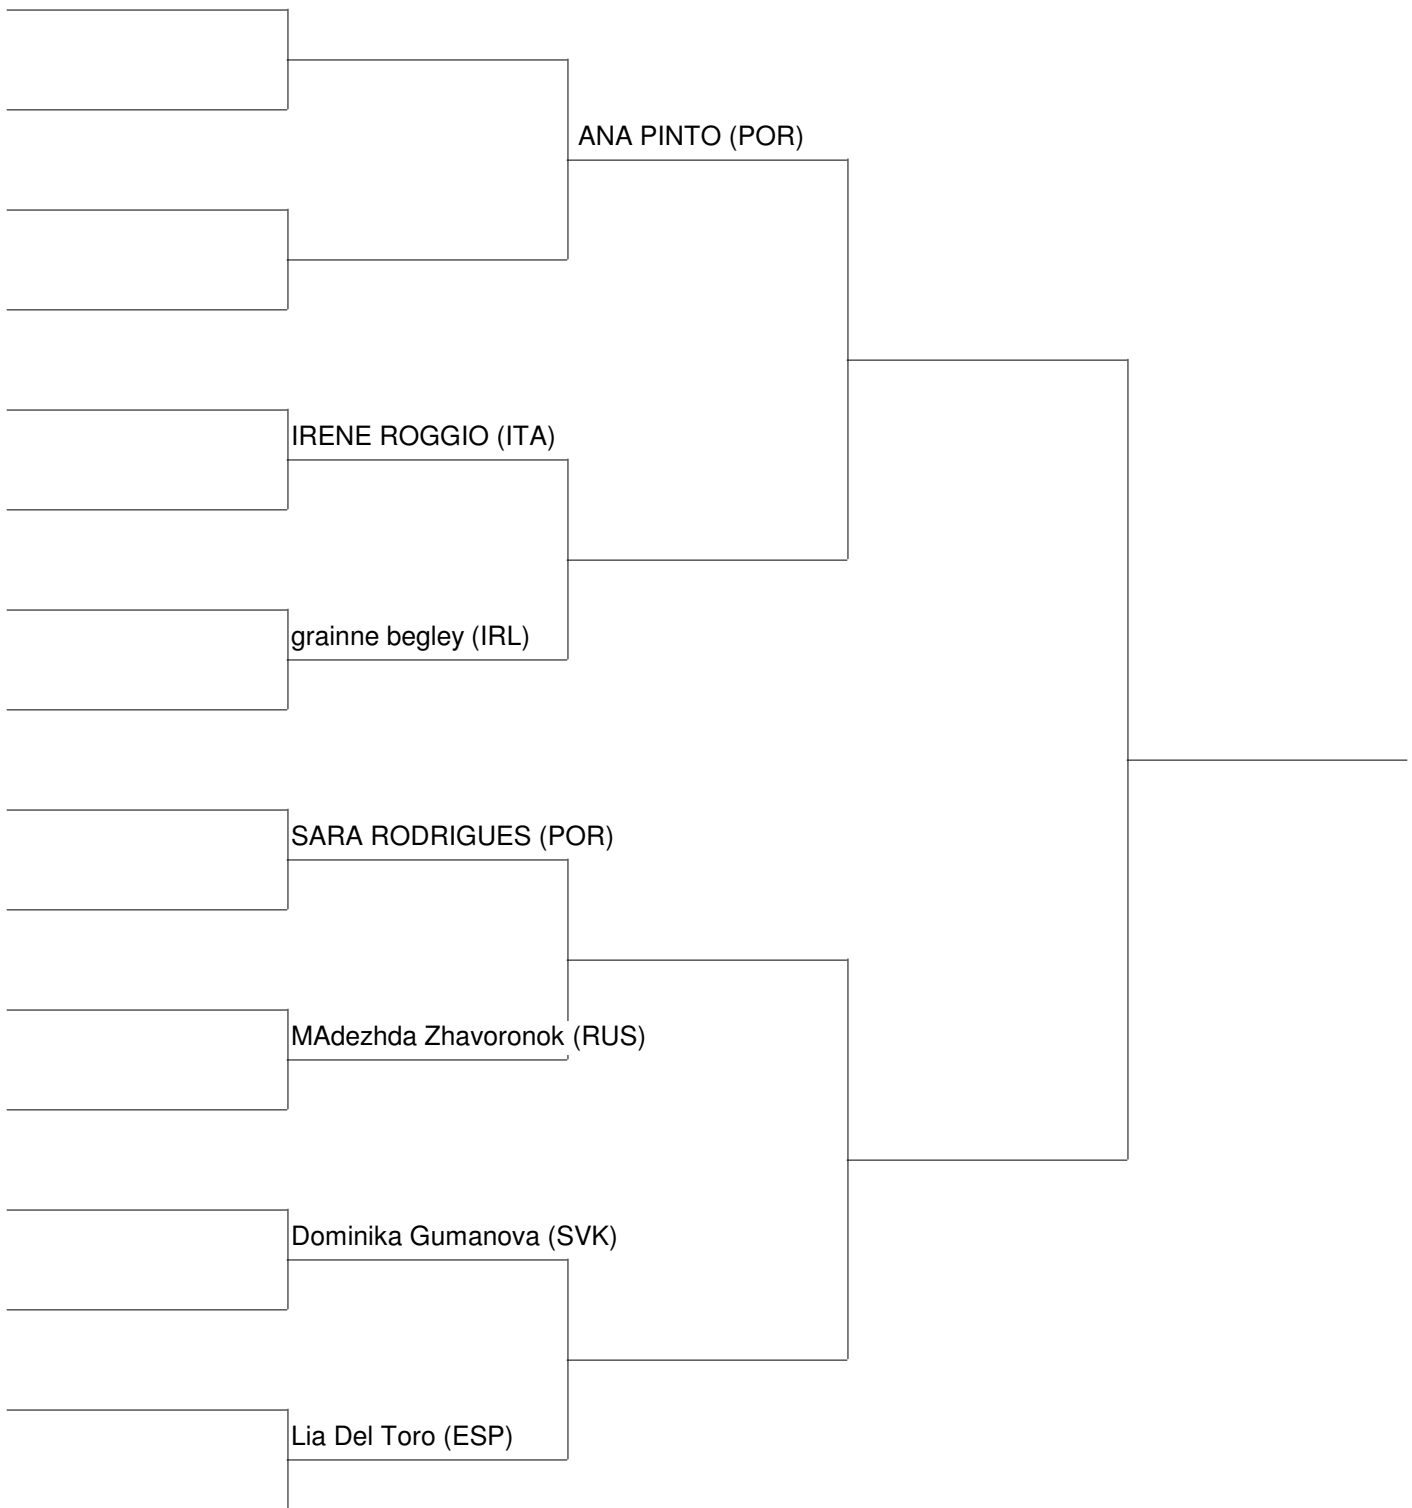 ANA PINTO (POR)
IRENE ROGGIO (ITA)
grainne begley (IRL)
SARA RODRIGUES (POR)
MAdezhda Zhavoronok (RUS)
Dominika Gumanova (SVK)
Lia Del Toro (ESP)